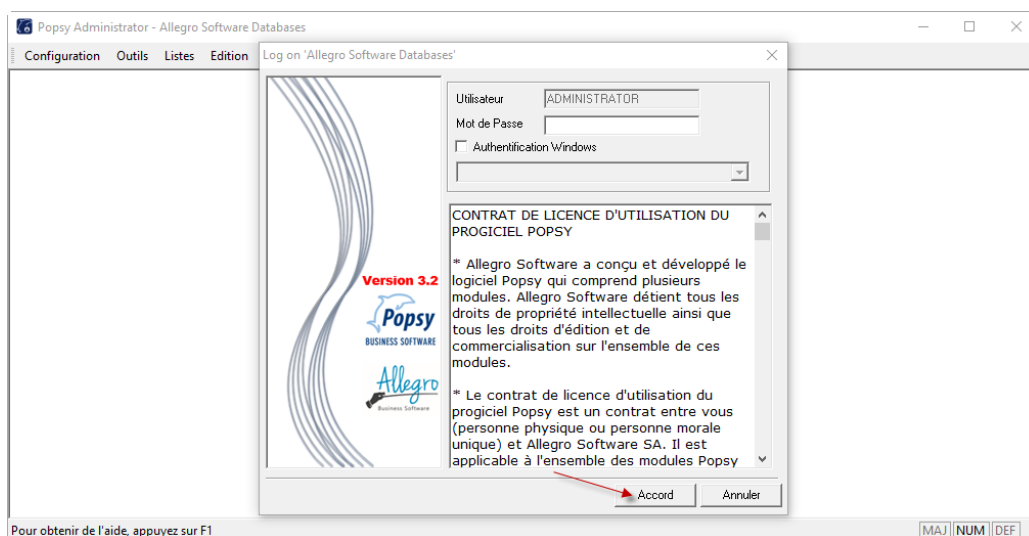 Popsy Administrator - Allegro Software Databases
Configuration Outils Listes Edition
Log on 'Allegro Software Databases'
Utilisateur ADMINISTRATOR
Mot de Passe
Authentification Windows
CONTRAT DE LICENCE D'UTILISATION DU
PROGICIEL POPSY
* Allegro Software a conçu et développé le
logiciel Popsy qui comprend plusieurs
modules. Allegro Software détient tous les
droits de propriété intellectuelle ainsi que
tous les droits d'édition et de
commercialisation sur l'ensemble de ces
modules.
* Le contrat de licence d'utilisation du
progiciel Popsy est un contrat entre vous
(personne physique ou personne morale
unique) et Allegro Software SA. Il est
applicable à l'ensemble des modules Popsy
Version 3.2
Popsy
BUSINESS SOFTWARE
Allegro
Business Software
Accord Annuler
Pour obtenir de l'aide, appuyez sur F1
MAJ NUM DEF